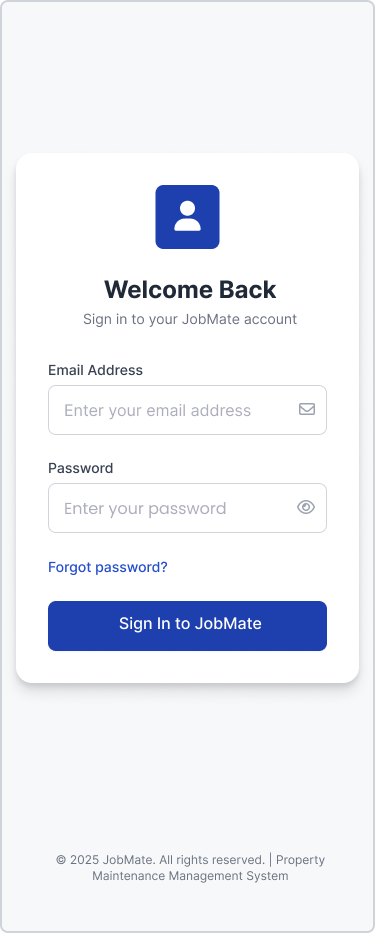 Welcome Back
Sign in to your JobMate account
Email Address
Enter your email address
Password
Enter your password
Forgot password?
Sign In to JobMate
© 2025 JobMate. All rights reserved. | Property
Maintenance Management System